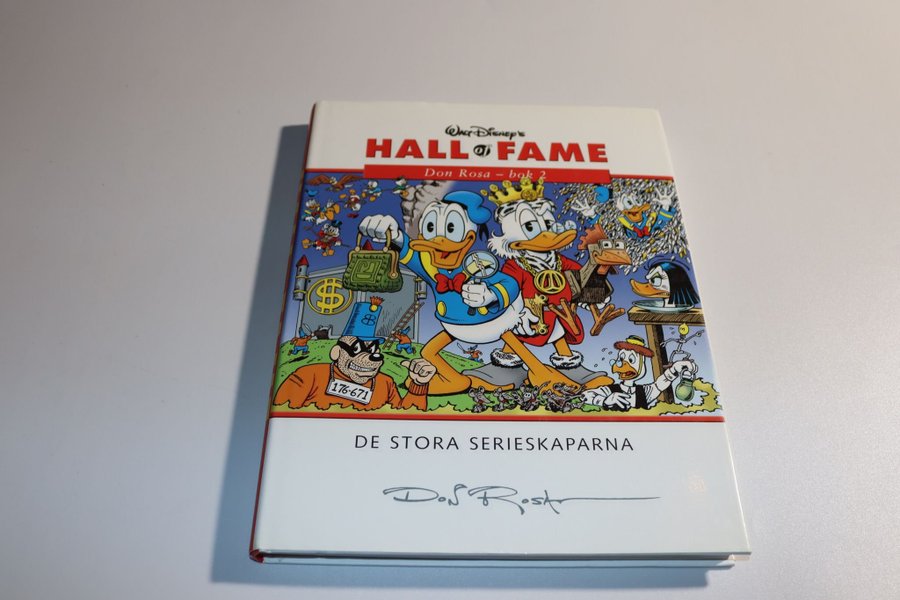 Walt Disney's
HALL of FAME
Don Rosa – bok 2
$
176-671
DE STORA SERIESKAPARNA
Don Rosa